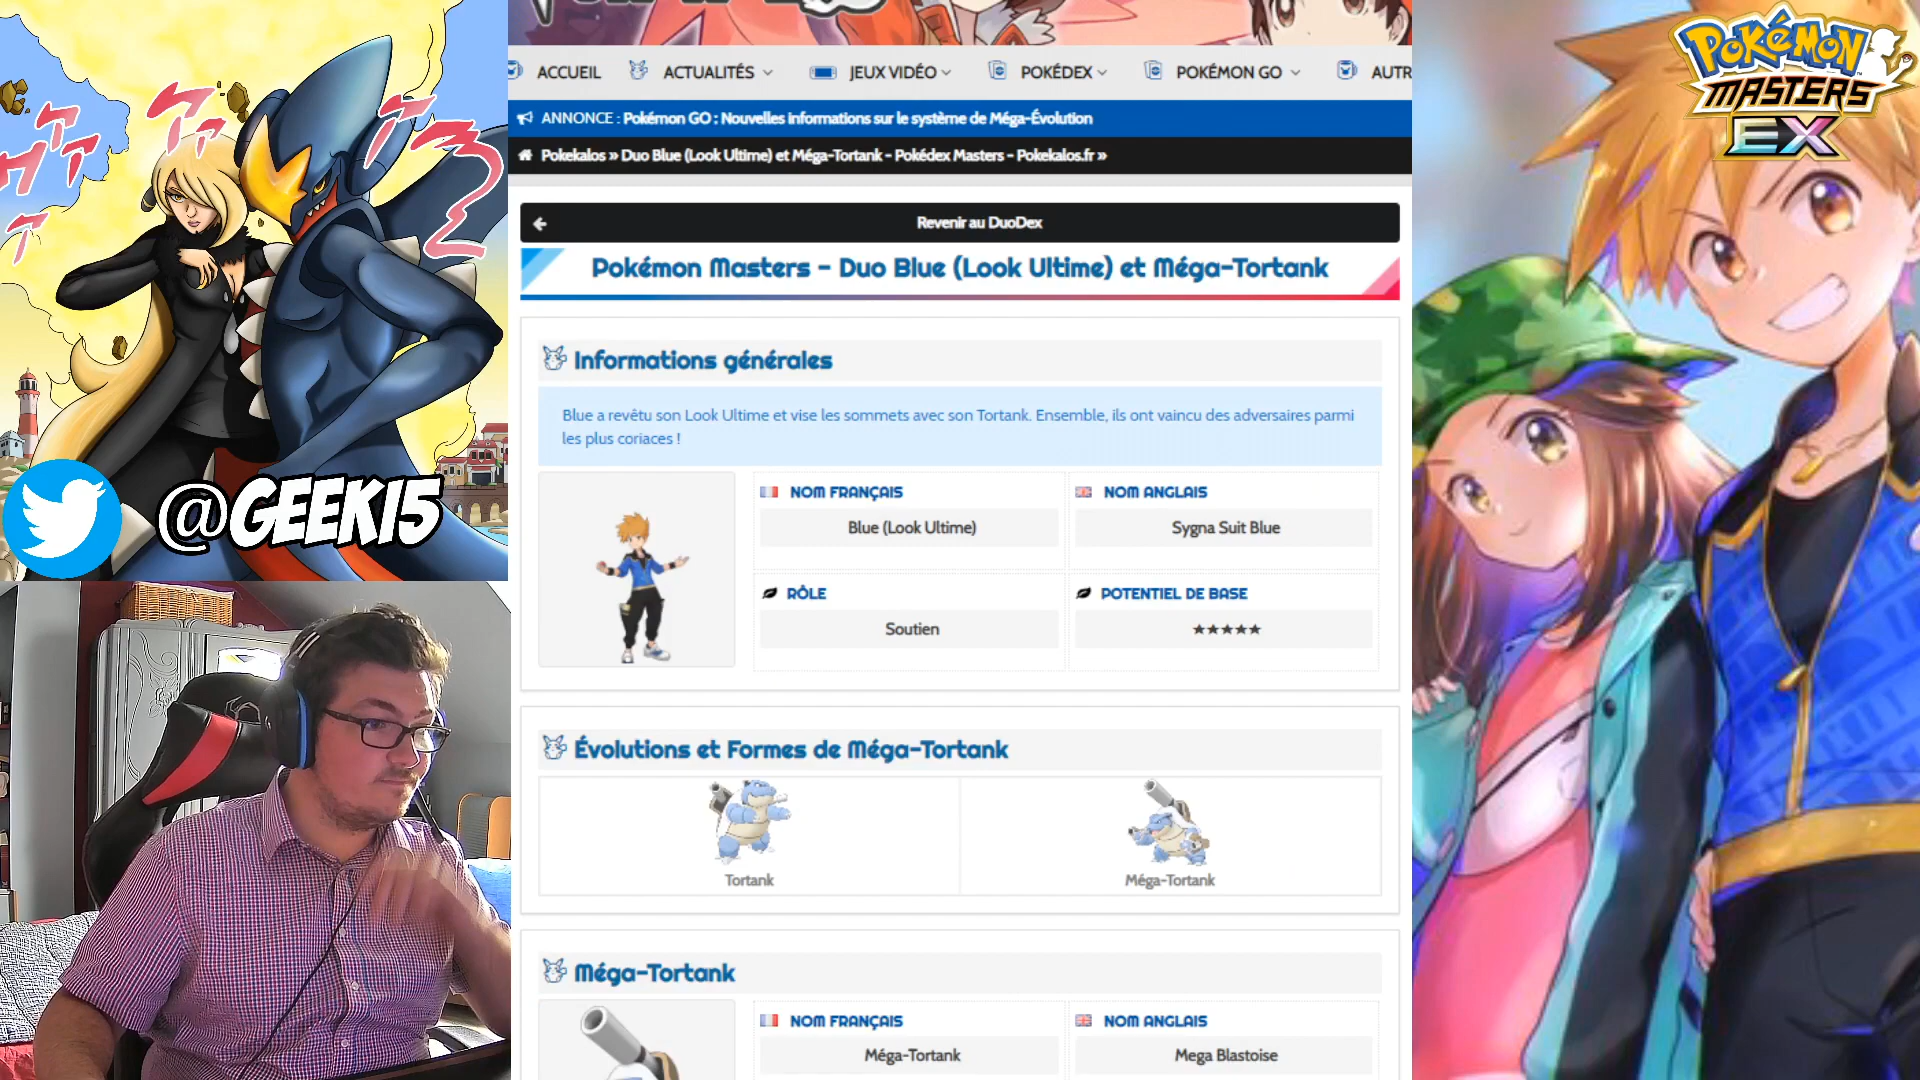 ACCUEIL
ACTUALITÉS
JEUX VIDÉO
POKÉDEX
POKÉMON GO
AUTR
ANNONCE : Pokémon GO : Nouvelles informations sur le système de Méga-Évolution
Pokekalos » Duo Blue (Look Ultime) et Méga-Tortank - Pokédex Masters - Pokekalos.fr »
Revenir au DuoDex
Pokémon Masters - Duo Blue (Look Ultime) et Méga-Tortank
Informations générales
Blue a revêtu son Look Ultime et vise les sommets avec son Tortank. Ensemble, ils ont vaincu des adversaires parmi
les plus coriaces !
NOM FRANÇAIS
Blue (Look Ultime)
NOM ANGLAIS
Sygna Suit Blue
RÔLE
Soutien
POTENTIEL DE BASE
★★★★★
Évolutions et Formes de Méga-Tortank
Tortank
Méga-Tortank
Méga-Tortank
NOM FRANÇAIS
Méga-Tortank
NOM ANGLAIS
Mega Blastoise
@GEEKI5
POKéMON
MASTERS
EX